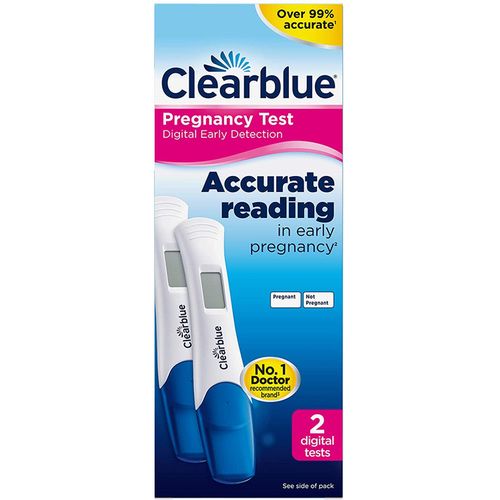 Over 99%
accurate¹
Clearblue®
Pregnancy Test
Digital Early Detection
Accurate
reading
in early
pregnancy²
Pregnant
Not
Pregnant
Clearblue
Clearblue
No. 1
Doctor
recommended
brand³
2
digital
tests
See side of pack